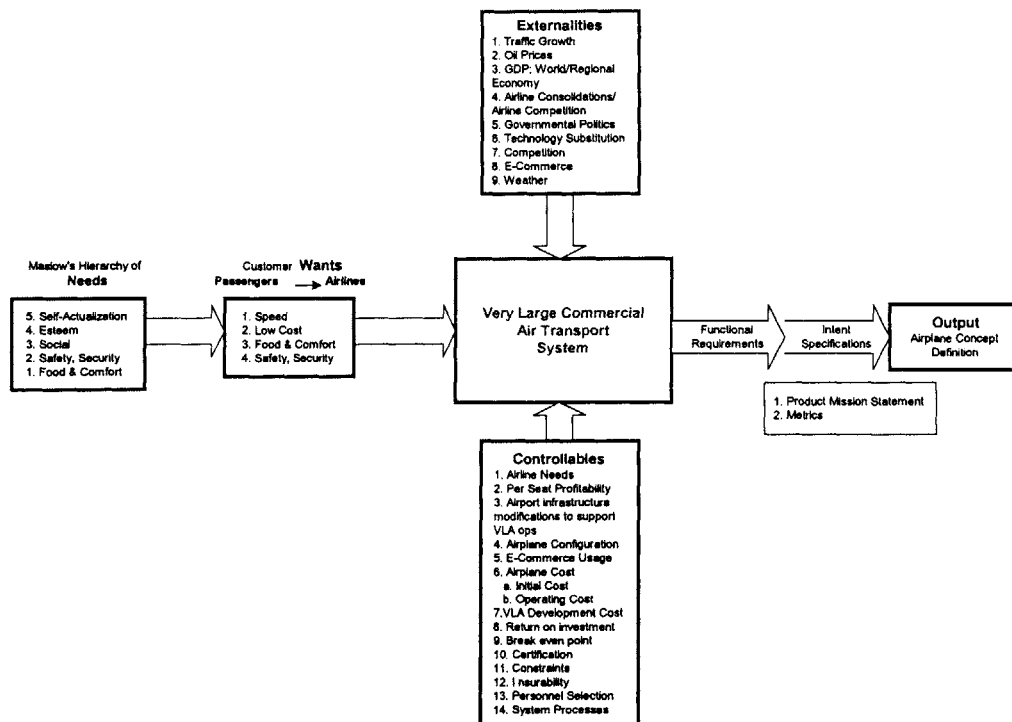 Externalities
1. Traffic Growth
2. Oil Prices
3. GDP; World/Regional
Economy
4. Airline Consolidations/
Airline Competition
5. Governmental Politics
6. Technology Substitution
7. Competition
8. E-Commerce
9. Weather
Maslow's Hierarchy of
Needs
5. Self-Actualization
4. Esteem
3. Social
2. Safety, Security
1. Food & Comfort
Customer Wants
Passengers → Airlines
1. Speed
2. Low Cost
3. Food & Comfort
4. Safety, Security
Very Large Commercial
Air Transport
System
Functional
Requirements
Intent
Specifications
Output
Airplane Concept
Definition
1. Product Mission Statement
2. Metrics
Controllables
1. Airline Needs
2. Per Seat Profitability
3. Airport infrastructure
modifications to support
VLA ops
4. Airplane Configuration
5. E-Commerce Usage
6. Airplane Cost
a. Initial Cost
b. Operating Cost
7.VLA Development Cost
8. Return on investment
9. Break even point
10. Certification
11. Constraints
12. Insurability
13. Personnel Selection
14. System Processes